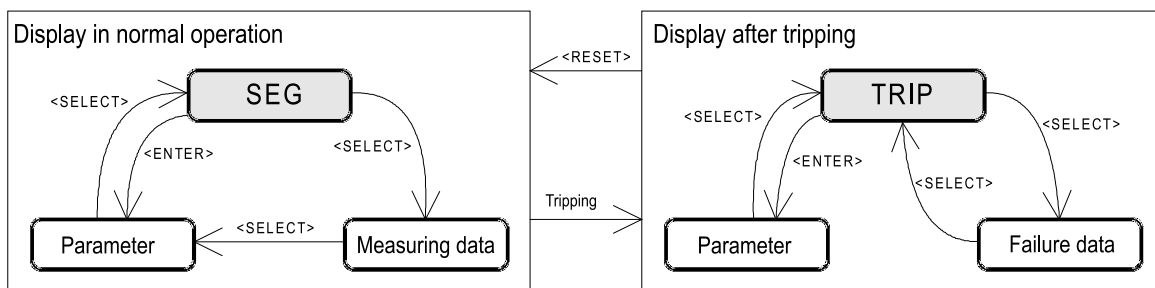 Display in normal operation
<SELECT>
SEG
<ENTER>
<SELECT>
Parameter
<SELECT>
Measuring data
<RESET>
Tripping
Display after tripping
<SELECT>
TRIP
<ENTER>
<SELECT>
<SELECT>
Parameter
Failure data